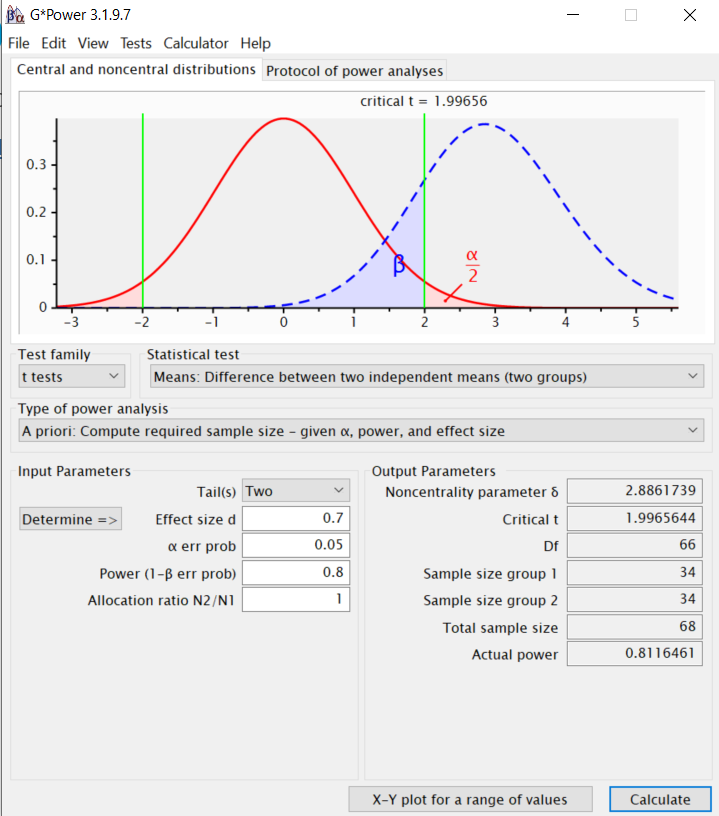 βα G*Power 3.1.9.7
File Edit View Tests Calculator Help
Central and noncentral distributions Protocol of power analyses
critical t = 1.99656
0.3
0.2
0.1
0
β
α
2
−3 −2 −1 0 1 2 3 4 5
Test family Statistical test
t tests Means: Difference between two independent means (two groups)
Type of power analysis
A priori: Compute required sample size – given α, power, and effect size
Input Parameters Output Parameters
Tail(s) Two Noncentrality parameter δ 2.8861739
Determine => Effect size d 0.7 Critical t 1.9965644
α err prob 0.05 Df 66
Power (1−β err prob) 0.8 Sample size group 1 34
Allocation ratio N2/N1 1 Sample size group 2 34
Total sample size 68
Actual power 0.8116461
X-Y plot for a range of values Calculate